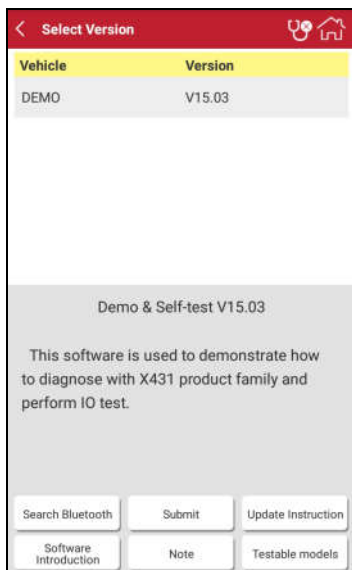 Select Version
Vehicle Version
DEMO V15.03
Demo & Self-test V15.03
This software is used to demonstrate how
to diagnose with X431 product family and
perform IO test.
Search Bluetooth Submit Update Instruction
Software
Introduction Note Testable models